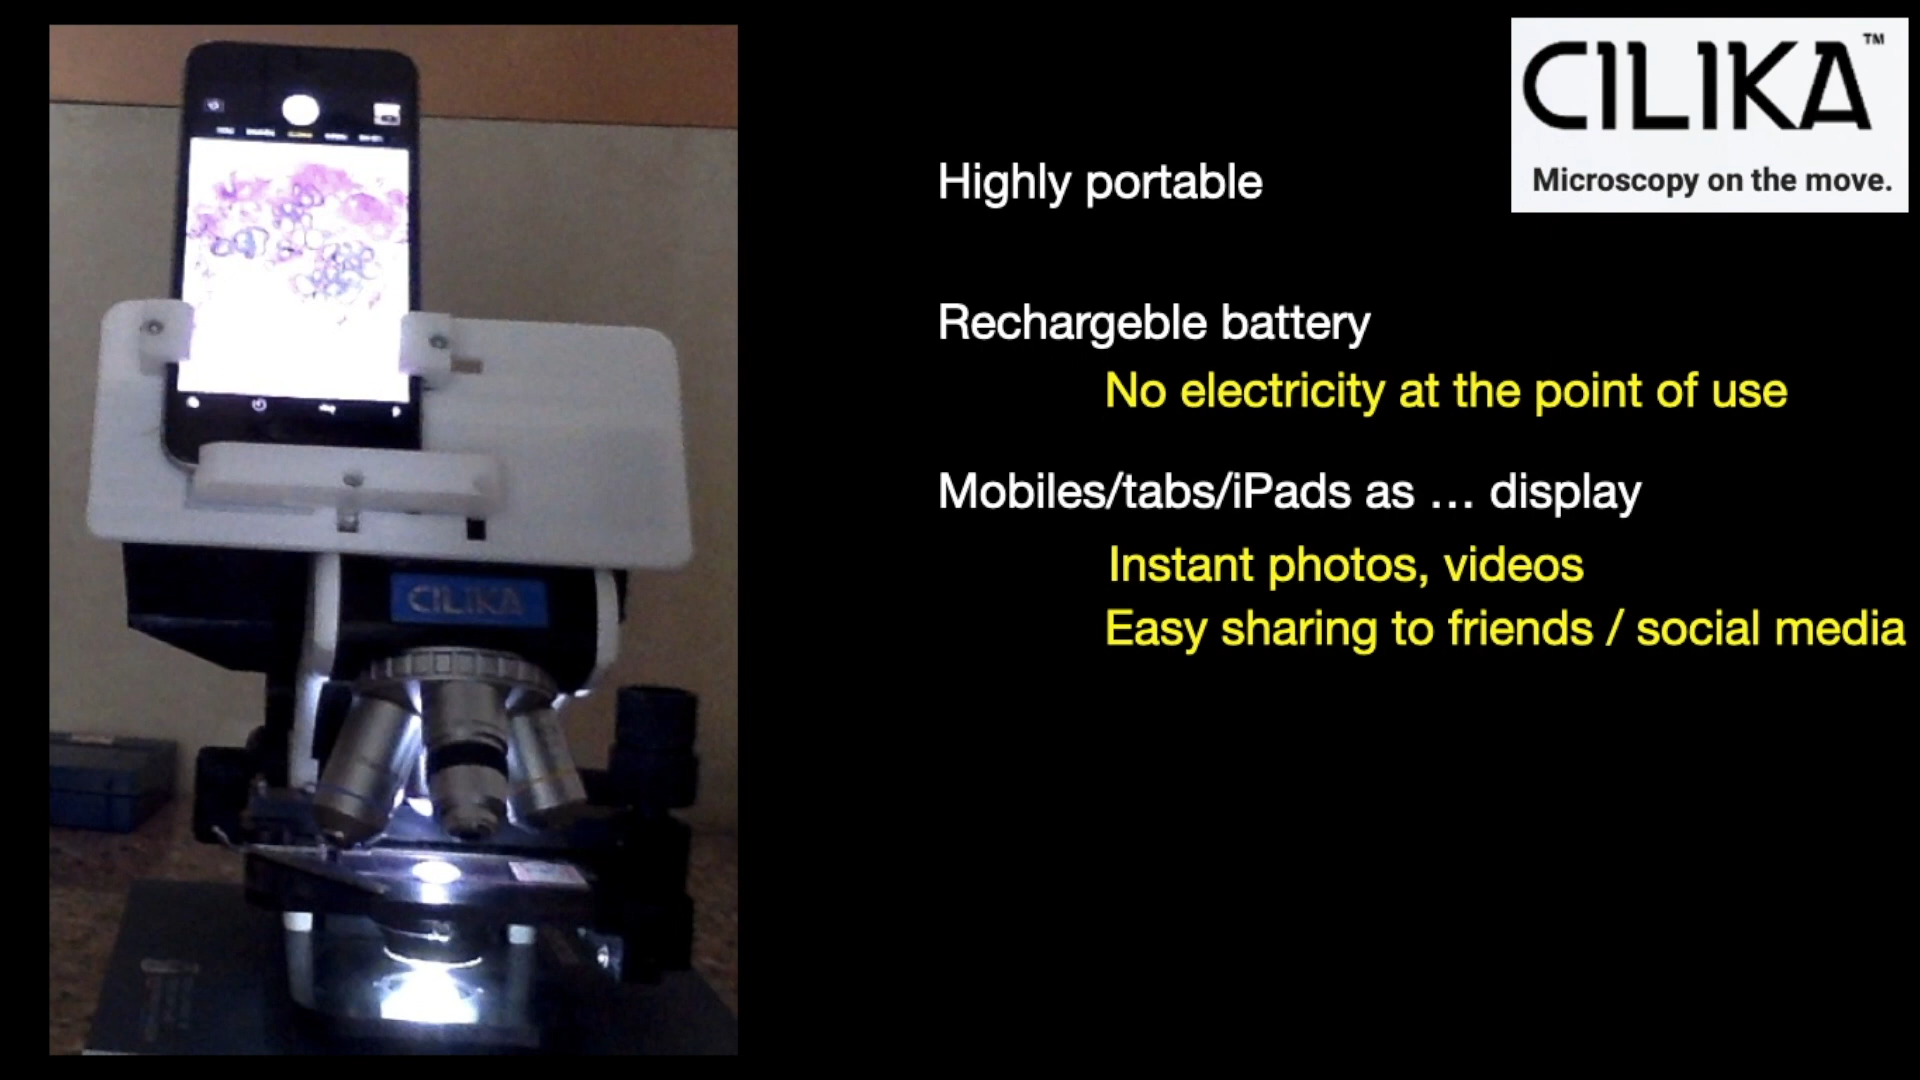 CILIKA™
Microscopy on the move.
Highly portable
Rechargeble battery
No electricity at the point of use
Mobiles/tabs/iPads as … display
Instant photos, videos
Easy sharing to friends / social media
CILIKA